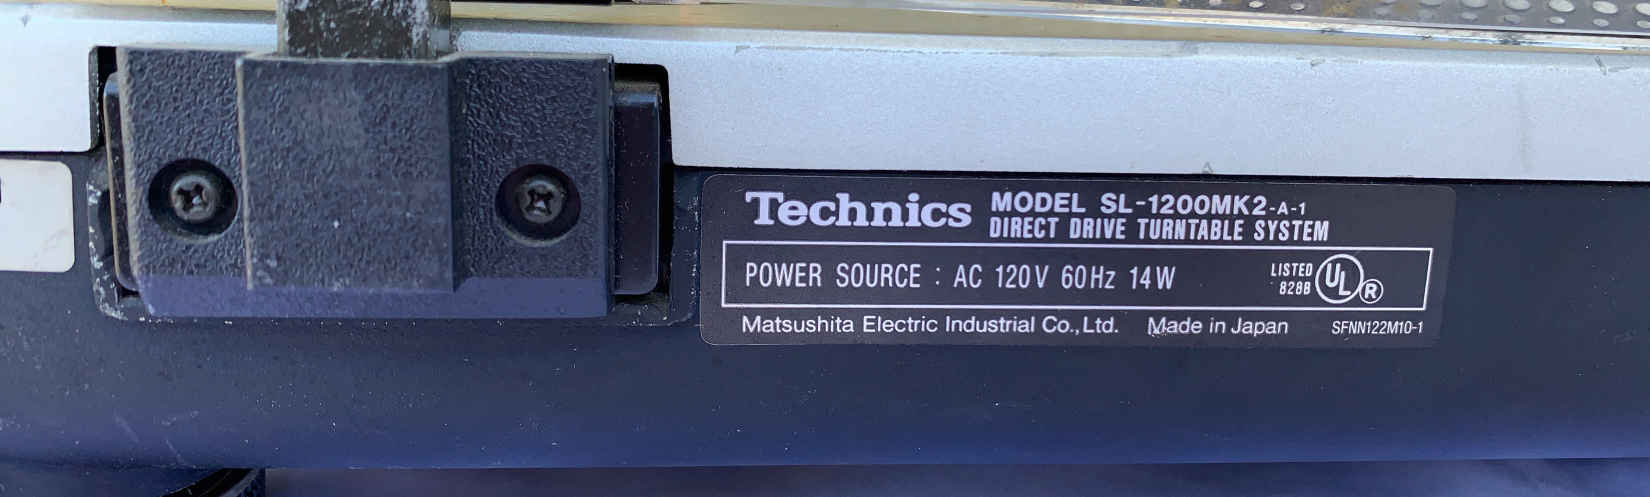 Technics MODEL SL-1200MK2-A-1
DIRECT DRIVE TURNTABLE SYSTEM
POWER SOURCE : AC 120V 60Hz 14W
LISTED
828B
UL
R
Matsushita Electric Industrial Co.,Ltd. Made in Japan SFNN122M10-1